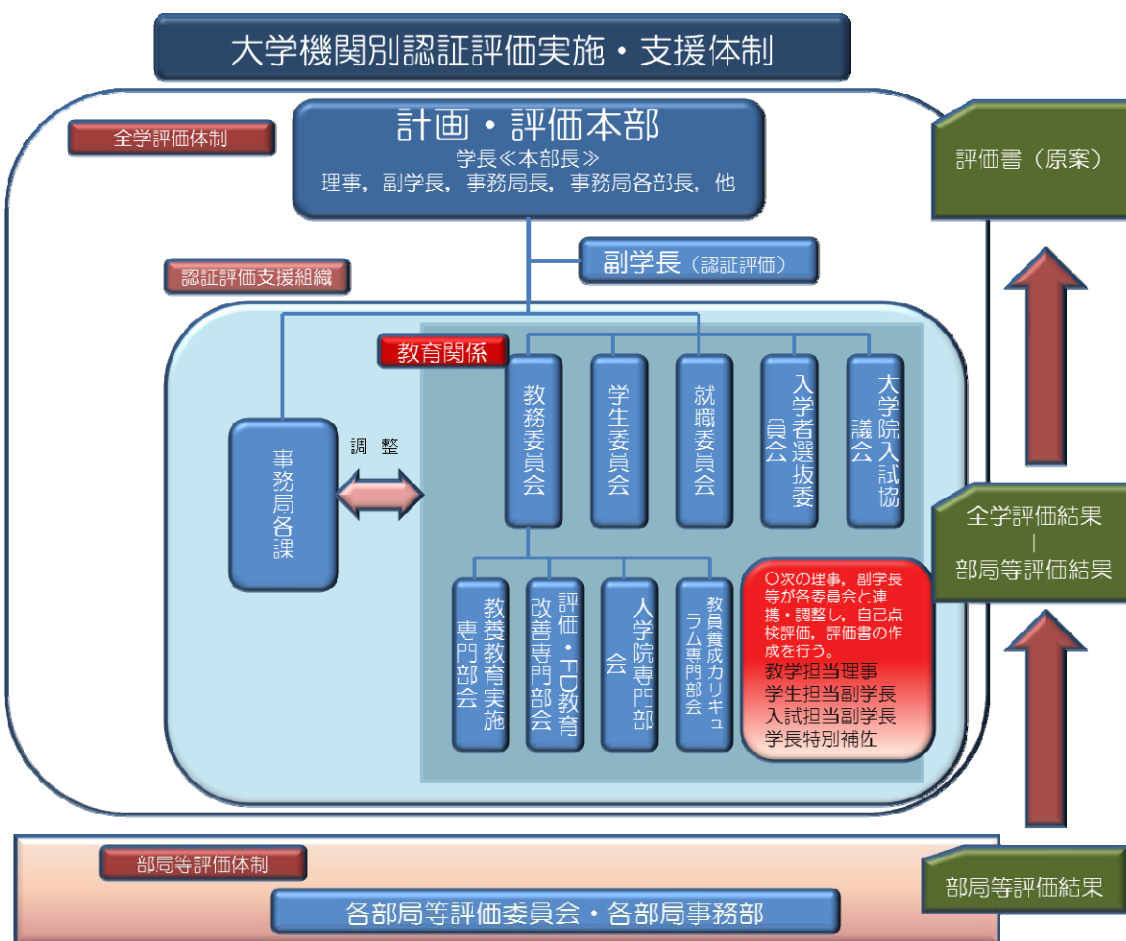 大学機関別認証評価実施・支援体制
全学評価体制
計画・評価本部
学長≪本部長≫
理事，副学長，事務局長，事務局各部長，他
評価書（原案）
副学長（認証評価）
認証評価支援組織
教育関係
教務委員会
学生委員会
就職委員会
入学者選抜委
員会
大学院入試協
議会
事務局各課
調 整
全学評価結果
｜
部局等評価結果
教養教育実施
専門部会
評価・FD教育
改善専門部会
人学院専門部
会
教員養成カリキュ
ラム専門部会
○次の理事，副学長
等が各委員会と連
携・調整し，自己点
検評価，評価書の作
成を行う。
教学担当理事
学生担当副学長
入試担当副学長
学長特別補佐
部局等評価体制
各部局等評価委員会・各部局事務部
部局等評価結果